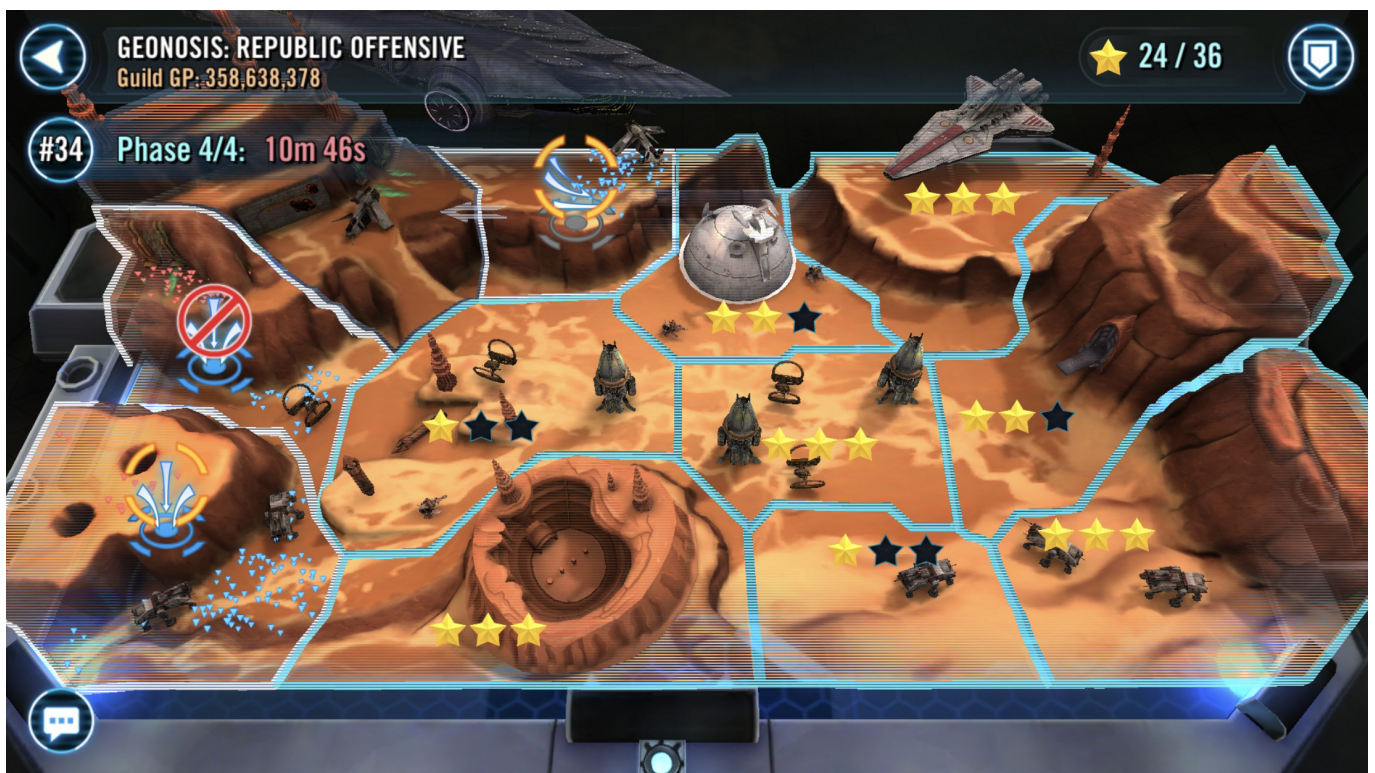 GEONOSIS: REPUBLIC OFFENSIVE
Guild GP: 358,638,378
24 / 36
#34
Phase 4/4: 10m 46s